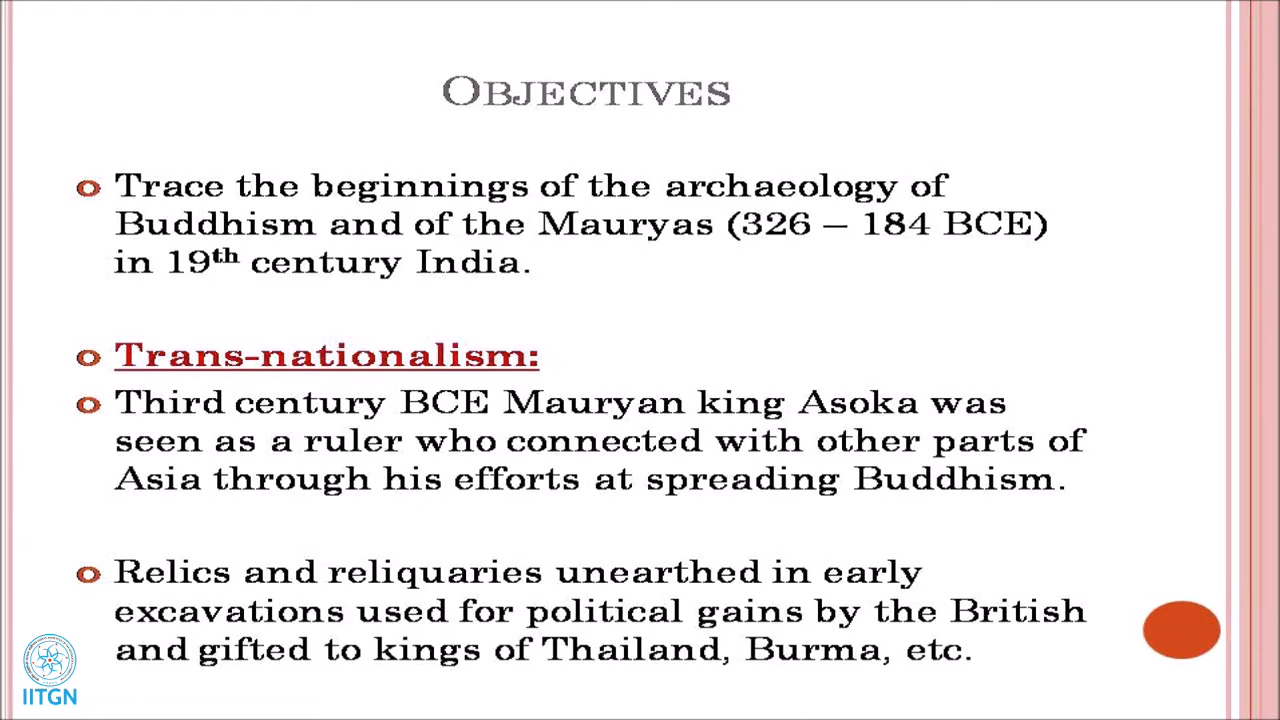 OBJECTIVES
Trace the beginnings of the archaeology of
Buddhism and of the Mauryas (326 – 184 BCE)
in 19th century India.
Trans-nationalism:
Third century BCE Mauryan king Asoka was
seen as a ruler who connected with other parts of
Asia through his efforts at spreading Buddhism.
Relics and reliquaries unearthed in early
excavations used for political gains by the British
and gifted to kings of Thailand, Burma, etc.
IITGN